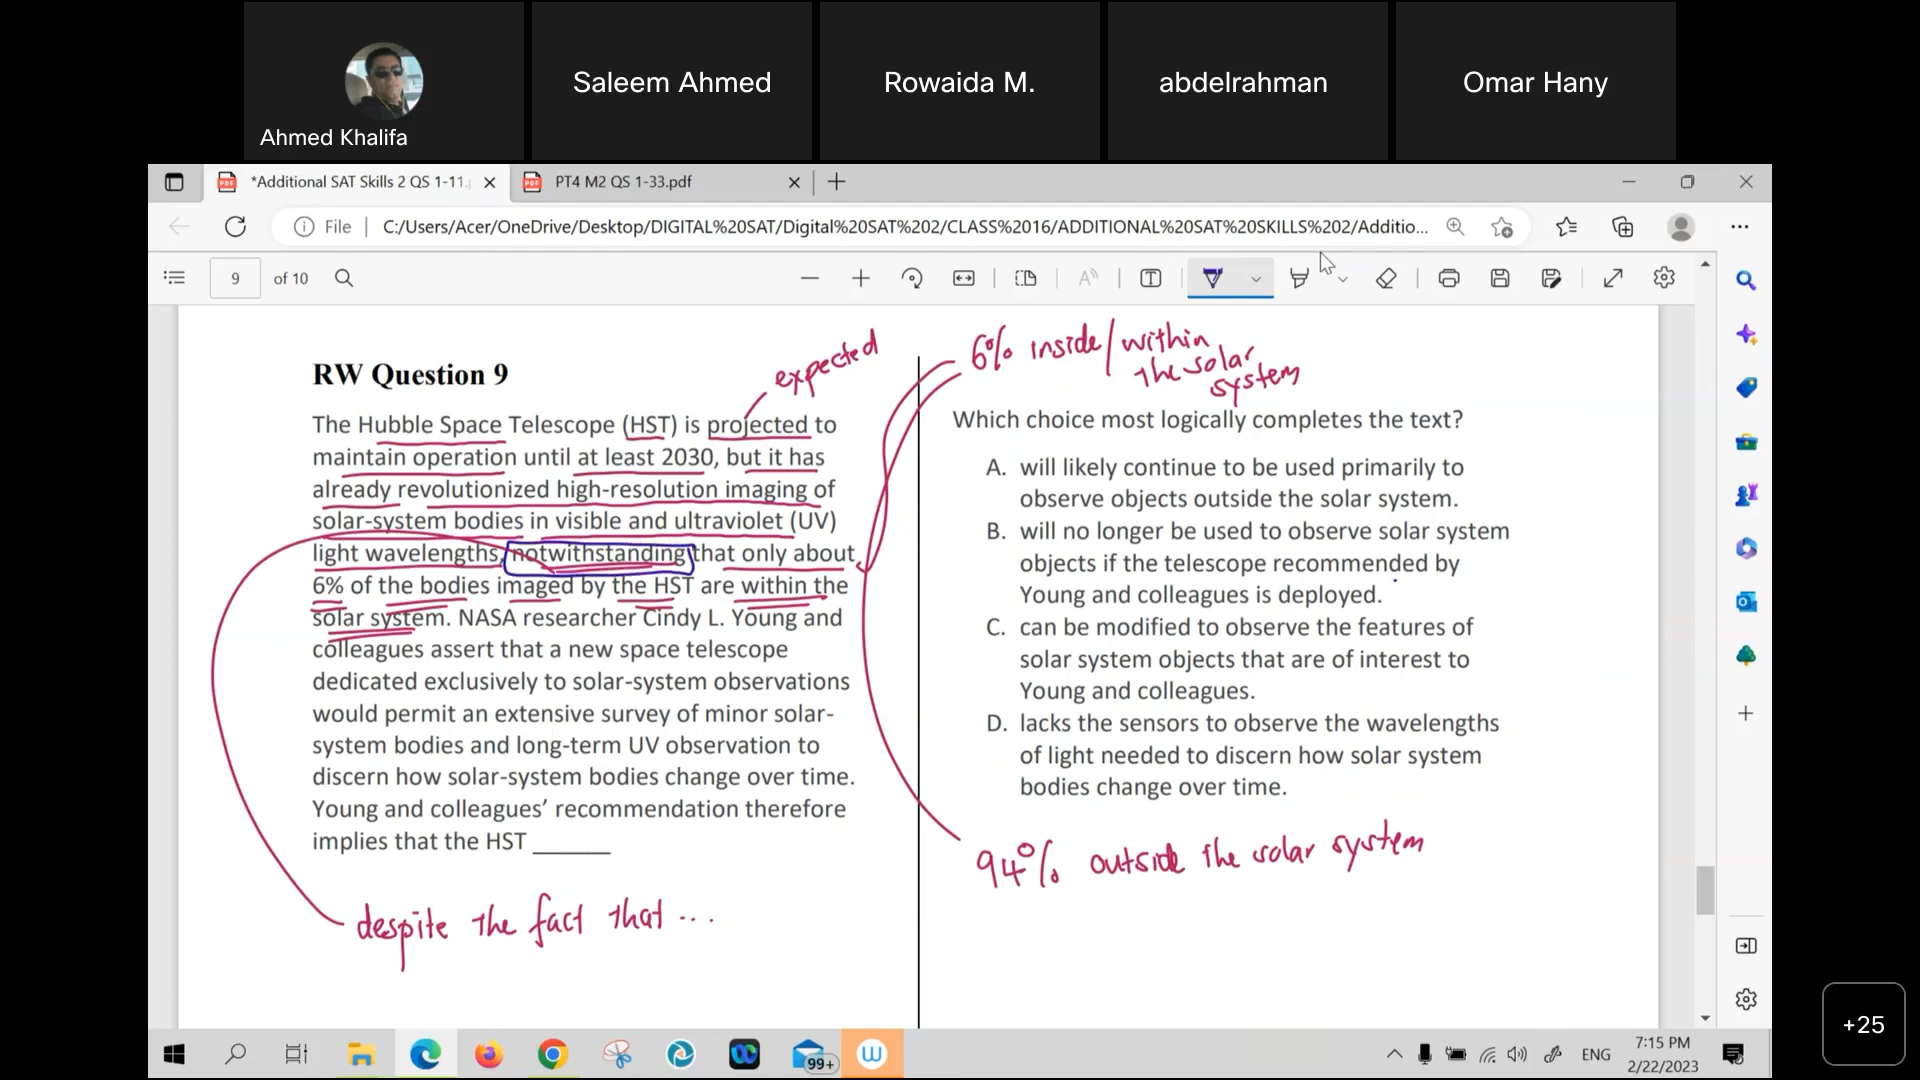 Saleem Ahmed
Rowaida M.
abdelrahman
Omar Hany
Ahmed Khalifa
*Additional SAT Skills 2 QS 1-11.
PT4 M2 QS 1-33.pdf
File
C:/Users/Acer/OneDrive/Desktop/DIGITAL%20SAT/Digital%20SAT%202/CLASS%2016/ADDITIONAL%20SAT%20SKILLS%202/Additio...
9 of 10
expected
6% inside/within
the solar
system
RW Question 9
The Hubble Space Telescope (HST) is projected to
maintain operation until at least 2030, but it has
already revolutionized high-resolution imaging of
solar-system bodies in visible and ultraviolet (UV)
light wavelengths, notwithstanding that only about
6% of the bodies imaged by the HST are within the
solar system. NASA researcher Cindy L. Young and
colleagues assert that a new space telescope
dedicated exclusively to solar-system observations
would permit an extensive survey of minor solar-
system bodies and long-term UV observation to
discern how solar-system bodies change over time.
Young and colleagues’ recommendation therefore
implies that the HST ______
despite the fact that ...
Which choice most logically completes the text?
A. will likely continue to be used primarily to
observe objects outside the solar system.
B. will no longer be used to observe solar system
objects if the telescope recommended by
Young and colleagues is deployed.
C. can be modified to observe the features of
solar system objects that are of interest to
Young and colleagues.
D. lacks the sensors to observe the wavelengths
of light needed to discern how solar system
bodies change over time.
94% outside the solar system
+25
99+
ENG
7:15 PM
2/22/2023